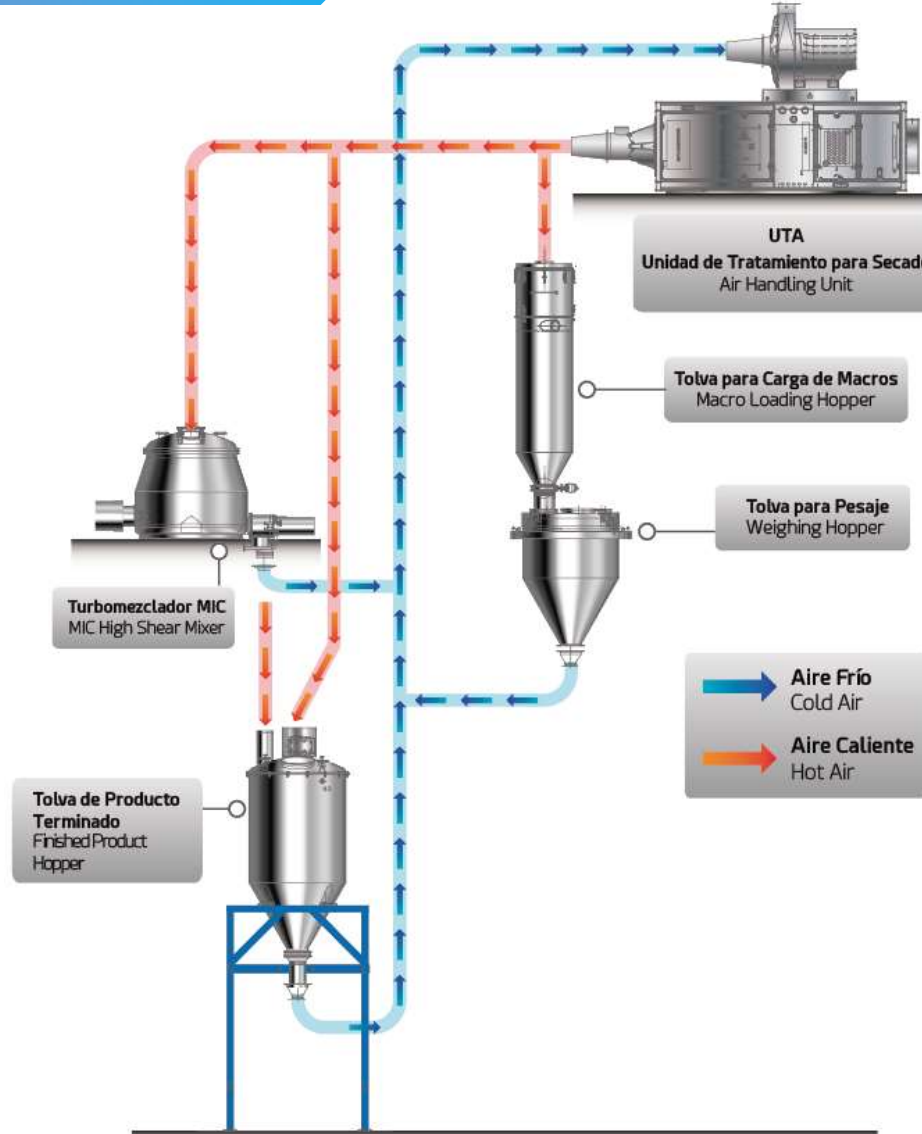 UTA
Unidad de Tratamiento para Secado
Air Handling Unit
Tolva para Carga de Macros
Macro Loading Hopper
Tolva para Pesaje
Weighing Hopper
Turbomezclador MIC
MIC High Shear Mixer
Aire Frío
Cold Air
Aire Caliente
Hot Air
Tolva de Producto
Terminado
Finished Product
Hopper